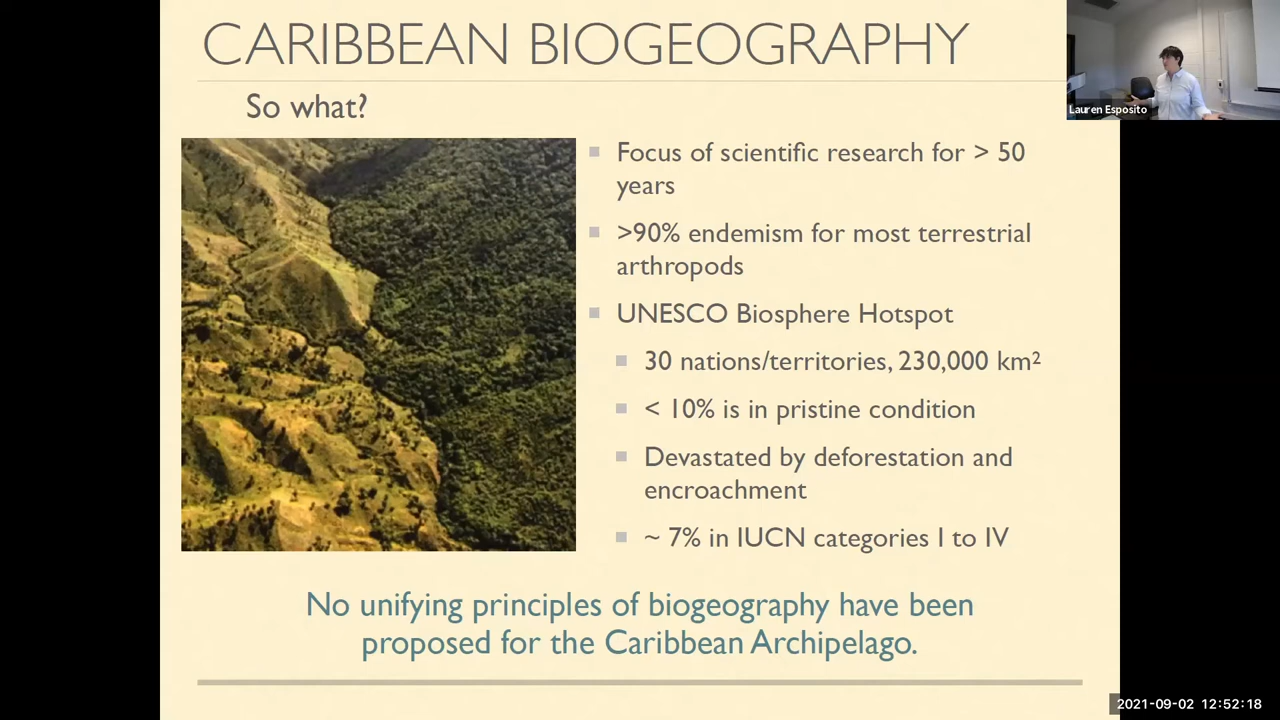 CARIBBEAN BIOGEOGRAPHY
So what?
Focus of scientific research for > 50
years
>90% endemism for most terrestrial
arthropods
UNESCO Biosphere Hotspot
30 nations/territories, 230,000 km²
< 10% is in pristine condition
Devastated by deforestation and
encroachment
~ 7% in IUCN categories I to IV
No unifying principles of biogeography have been
proposed for the Caribbean Archipelago.
Lauren Esposito
2021-09-02 12:52:18